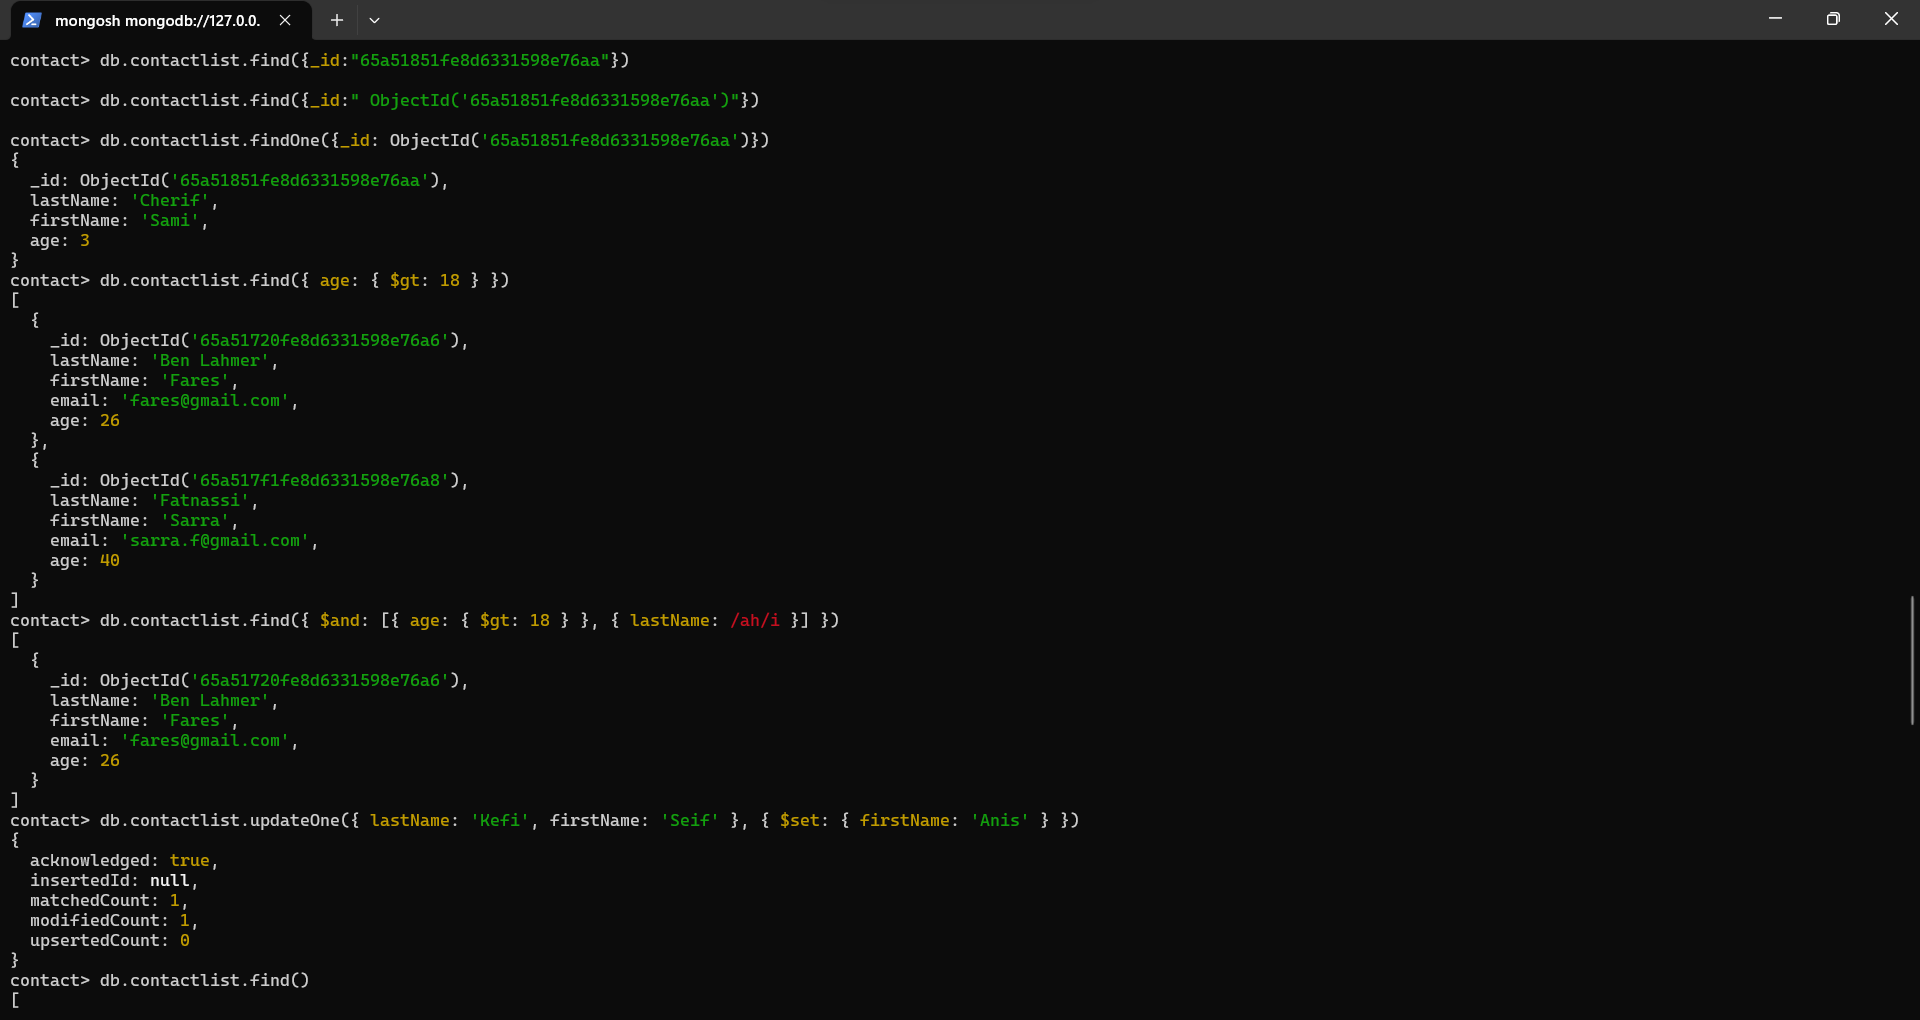 mongosh mongodb://127.0.0.
contact> db.contactlist.find({_id:"65a51851fe8d6331598e76aa"})
contact> db.contactlist.find({_id:" ObjectId('65a51851fe8d6331598e76aa')"})
contact> db.contactlist.findOne({_id: ObjectId('65a51851fe8d6331598e76aa')})
{
  _id: ObjectId('65a51851fe8d6331598e76aa'),
  lastName: 'Cherif',
  firstName: 'Sami',
  age: 3
}
contact> db.contactlist.find({ age: { $gt: 18 } })
[
  {
    _id: ObjectId('65a51720fe8d6331598e76a6'),
    lastName: 'Ben Lahmer',
    firstName: 'Fares',
    email: 'fares@gmail.com',
    age: 26
  },
  {
    _id: ObjectId('65a517f1fe8d6331598e76a8'),
    lastName: 'Fatnassi',
    firstName: 'Sarra',
    email: 'sarra.f@gmail.com',
    age: 40
  }
]
contact> db.contactlist.find({ $and: [{ age: { $gt: 18 } }, { lastName: /ah/i }] })
[
  {
    _id: ObjectId('65a51720fe8d6331598e76a6'),
    lastName: 'Ben Lahmer',
    firstName: 'Fares',
    email: 'fares@gmail.com',
    age: 26
  }
]
contact> db.contactlist.updateOne({ lastName: 'Kefi', firstName: 'Seif' }, { $set: { firstName: 'Anis' } })
{
  acknowledged: true,
  insertedId: null,
  matchedCount: 1,
  modifiedCount: 1,
  upsertedCount: 0
}
contact> db.contactlist.find()
[